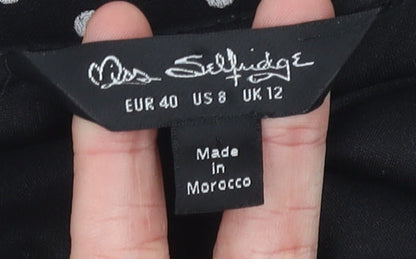 Miss Selfridge
EUR 40 US 8 UK 12
Made
in
Morocco